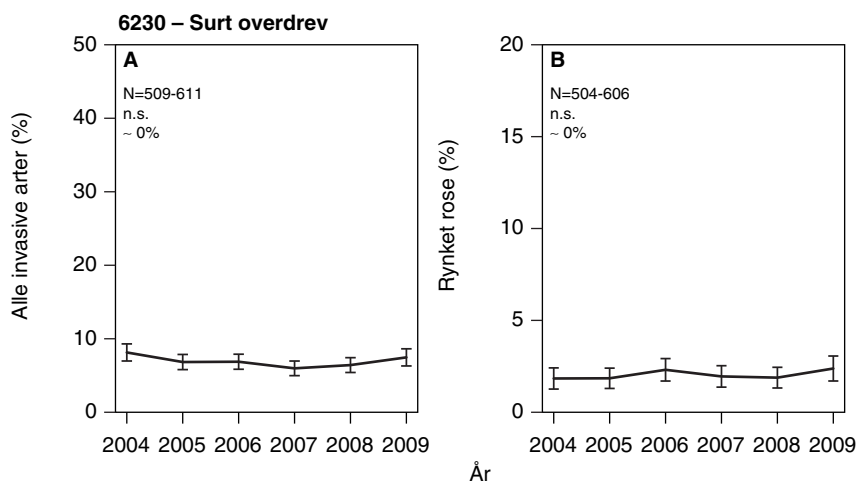 6230 – Surt overdrev
Alle invasive arter (%)
50
40
30
20
10
0
A
N=509-611
n.s.
~ 0%
2004 2005 2006 2007 2008 2009
Rynket rose (%)
20
15
10
5
0
B
N=504-606
n.s.
~ 0%
2004 2005 2006 2007 2008 2009
År